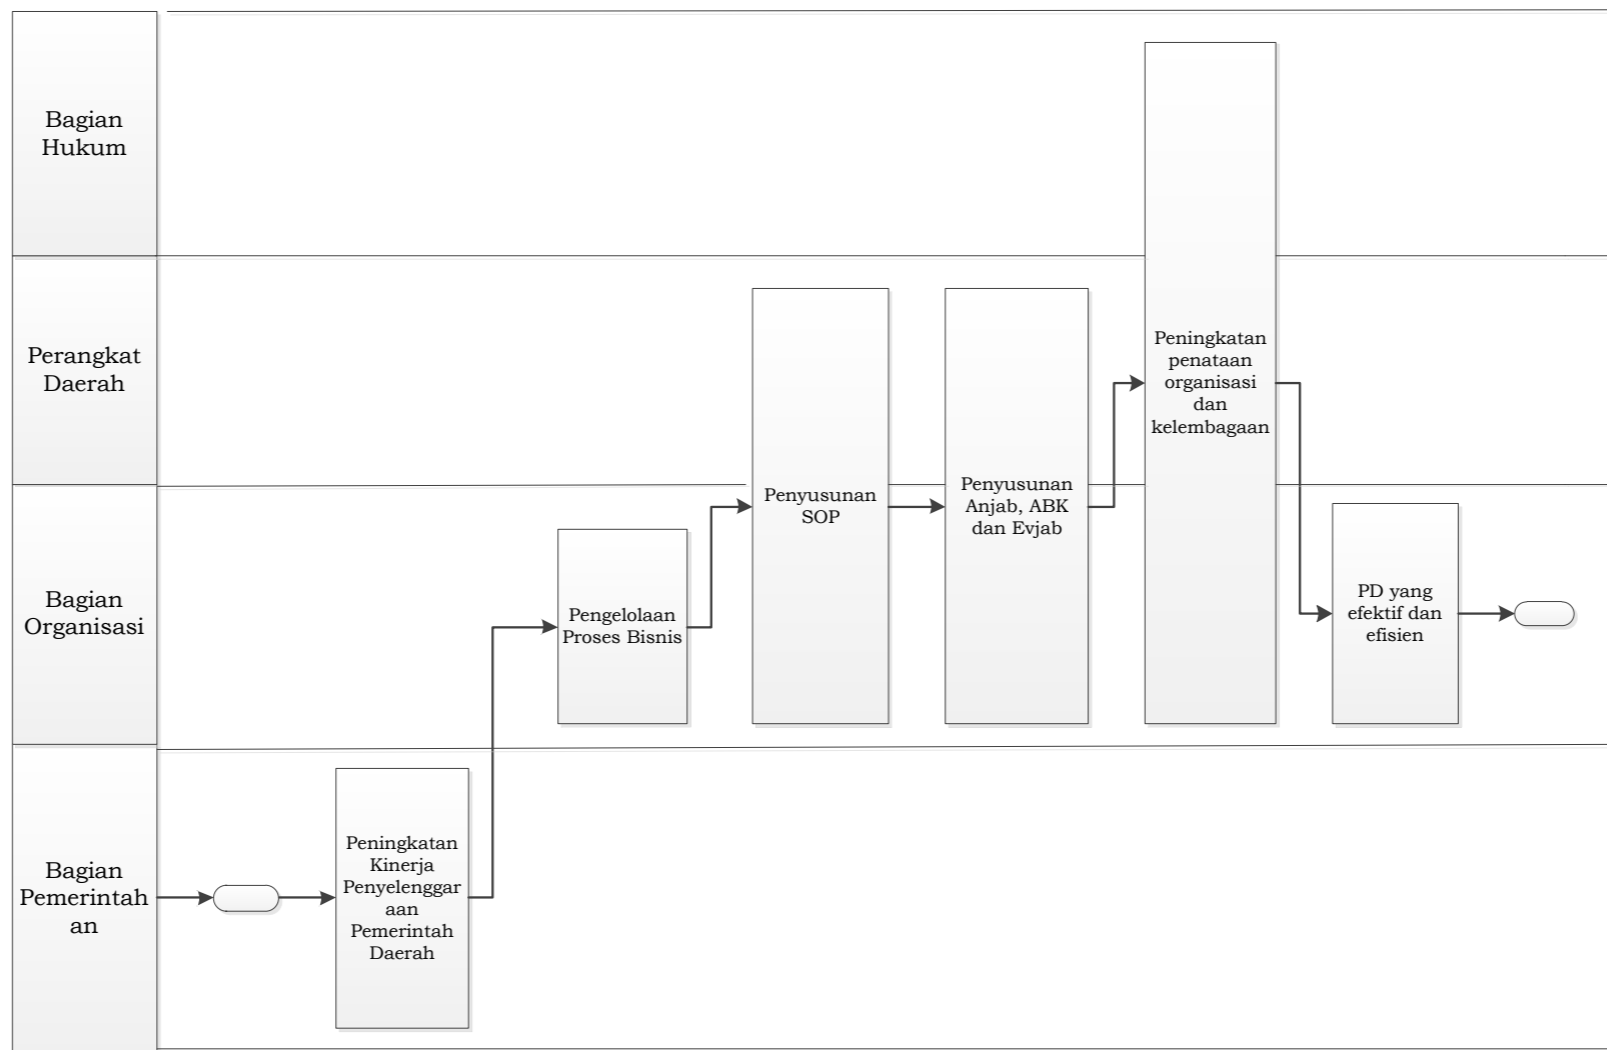 Bagian
Hukum
Perangkat
Daerah
Bagian
Organisasi
Bagian
Pemerintah
an
Peningkatan
Kinerja
Penyelenggar
aan
Pemerintah
Daerah
Pengelolaan
Proses Bisnis
Penyusunan
SOP
Penyusunan
Anjab, ABK
dan Evjab
Peningkatan
penataan
organisasi
dan
kelembagaan
PD yang
efektif dan
efisien